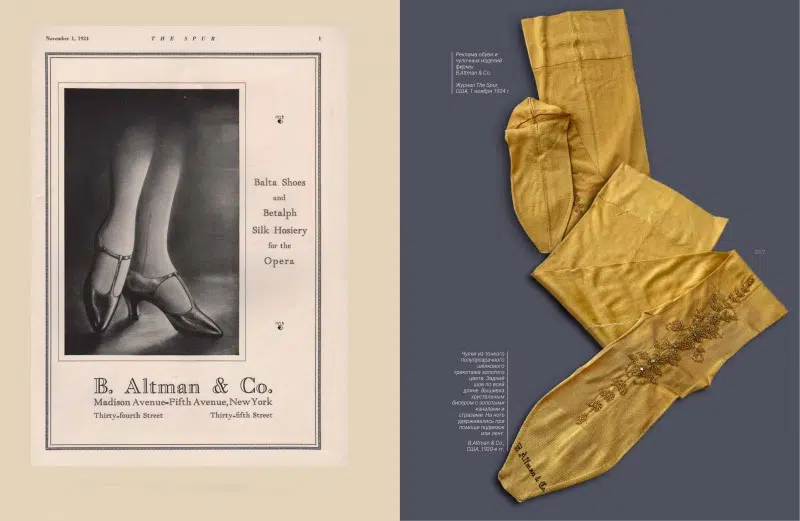 November 1, 1924
THE SPUR
Balta Shoes
and
Betalph
Silk Hosiery
for the
Opera
B. Altman & Co.
Madison Avenue-Fifth Avenue, New York
Thirty-fourth Street Thirty-fifth Street
Реклама обуви и
чулочных изделий
фирмы
B.Altman & Co.
Журнал The Spur,
США, 1 ноября 1924 г.
Чулки из тонкого
полупрозрачного
шелкового
трикотажа золотого
цвета. Задний
шов по всей
длине. Вышивка
хрустальным
бисером с золотыми
каналами и
стразами. На ноге
удерживались при
помощи подвязок
или лент.
B.Altman & Co.,
США, 1920-е гг.
B. Altman & Co.